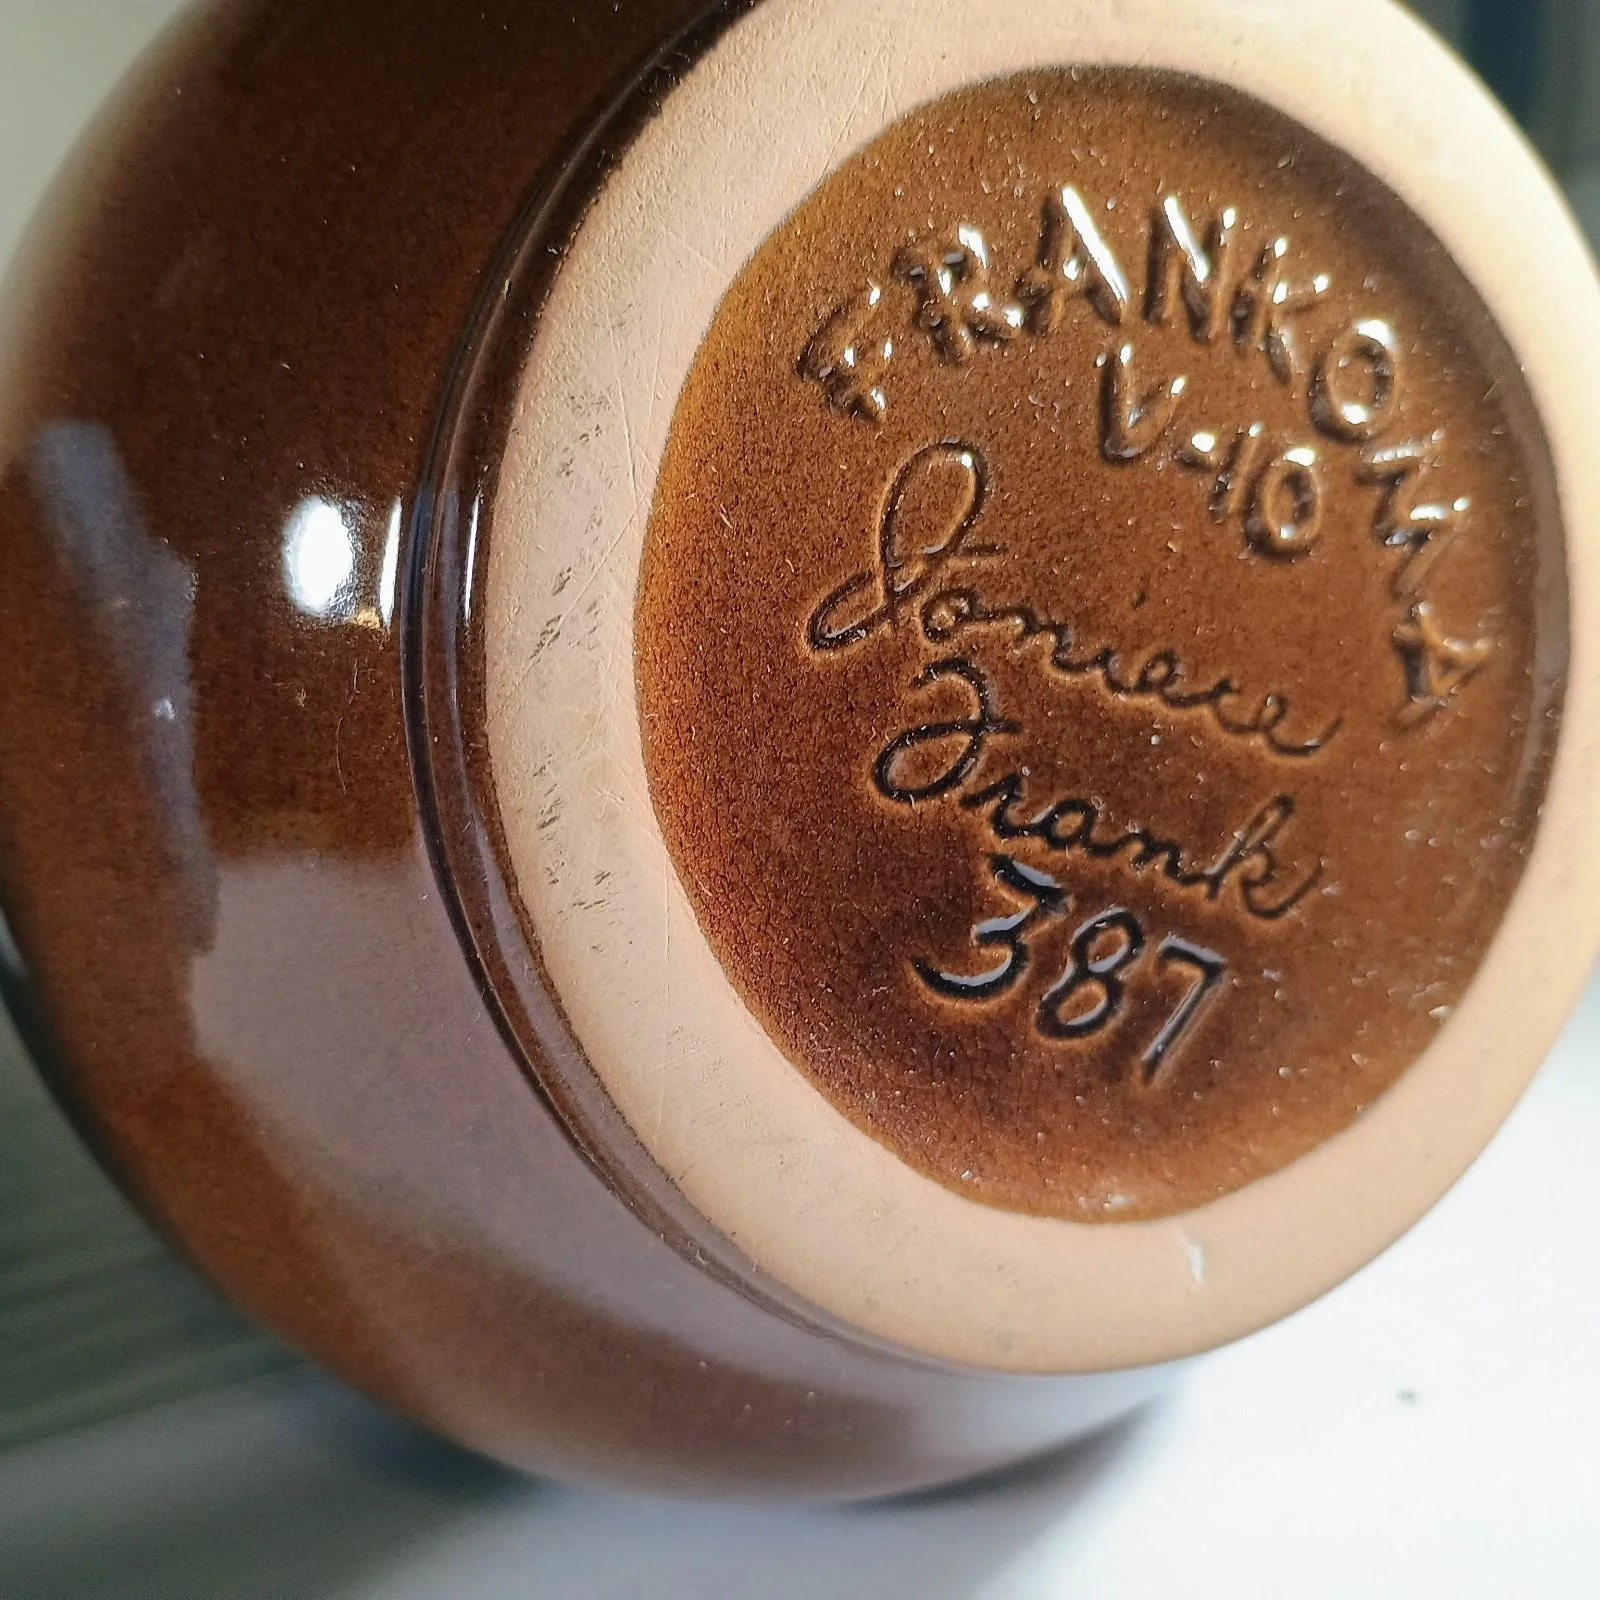 FRANKOMA
V-10
Joniece
Frank
387